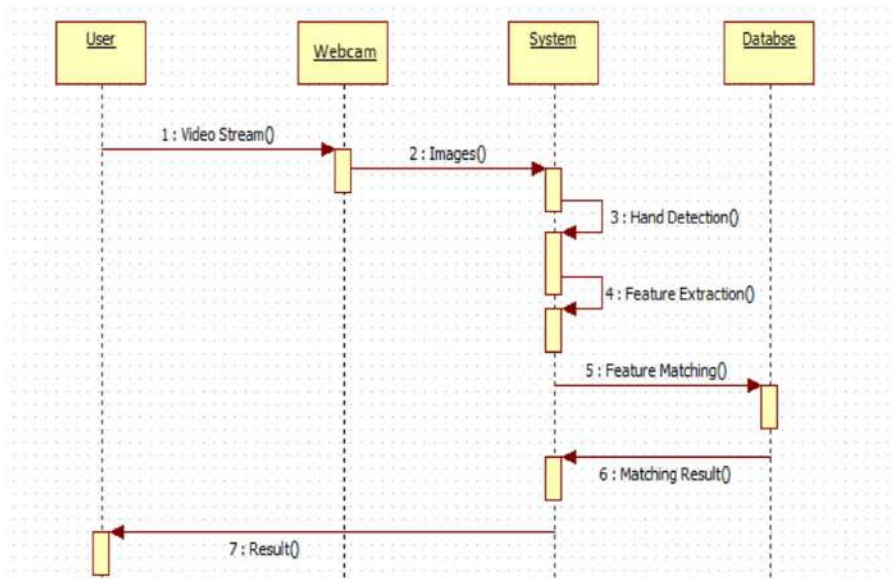 User
Webcam
System
Databse
1 : Video Stream()
2 : Images()
3 : Hand Detection()
4 : Feature Extraction()
5 : Feature Matching()
6 : Matching Result()
7 : Result()